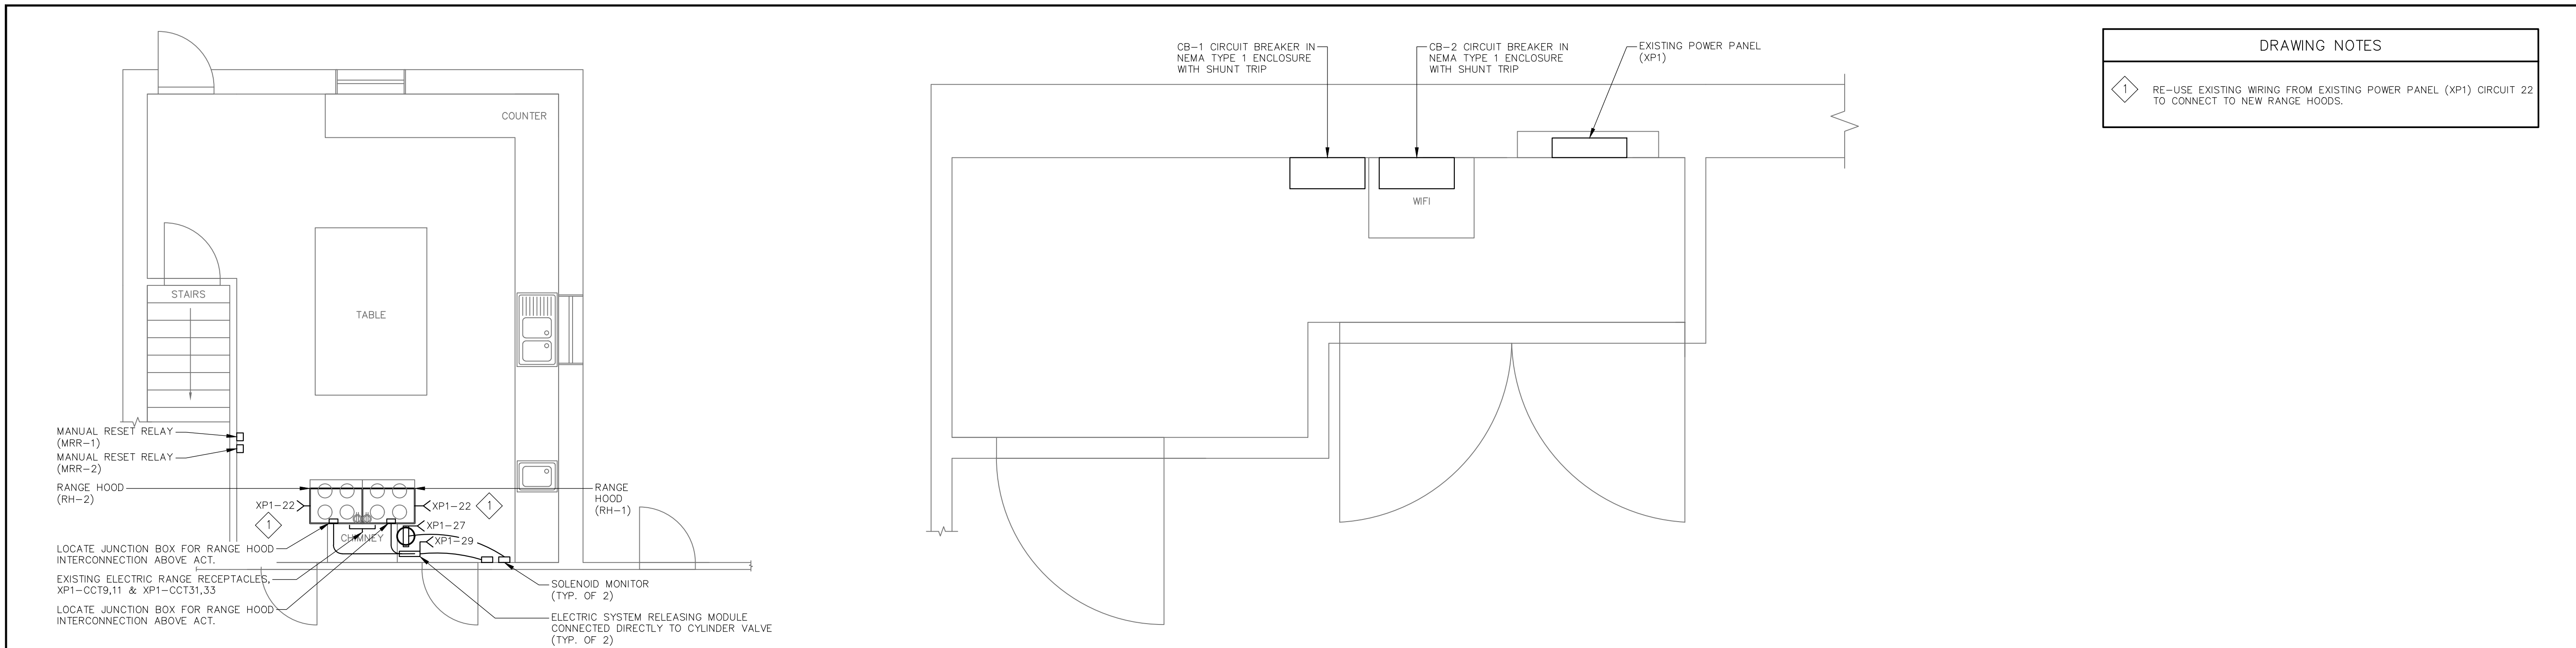 COUNTER
STAIRS
TABLE
MANUAL RESET RELAY
(MRR-1)
MANUAL RESET RELAY
(MRR-2)
RANGE HOOD
(RH-2)
XP1-22
1
LOCATE JUNCTION BOX FOR RANGE HOOD
INTERCONNECTION ABOVE ACT.
EXISTING ELECTRIC RANGE RECEPTACLES,
XP1-CCT9,11 & XP1-CCT31,33
LOCATE JUNCTION BOX FOR RANGE HOOD
INTERCONNECTION ABOVE ACT.
RANGE
HOOD
(RH-1)
XP1-22
1
XP1-27
CHIMNEY
XP1-29
SOLENOID MONITOR
(TYP. OF 2)
ELECTRIC SYSTEM RELEASING MODULE
CONNECTED DIRECTLY TO CYLINDER VALVE
(TYP. OF 2)
CB-1 CIRCUIT BREAKER IN
NEMA TYPE 1 ENCLOSURE
WITH SHUNT TRIP
CB-2 CIRCUIT BREAKER IN
NEMA TYPE 1 ENCLOSURE
WITH SHUNT TRIP
EXISTING POWER PANEL
(XP1)
WIFI
DRAWING NOTES
1
RE-USE EXISTING WIRING FROM EXISTING POWER PANEL (XP1) CIRCUIT 22
TO CONNECT TO NEW RANGE HOODS.